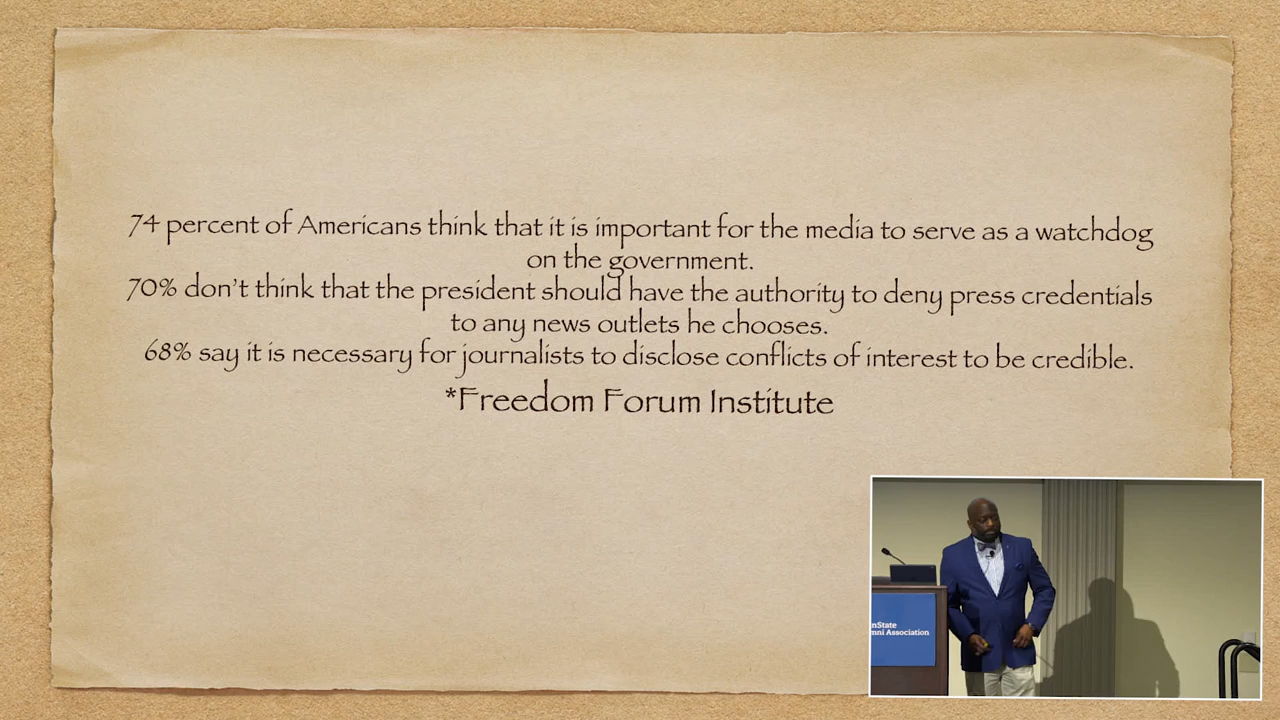 74 percent of Americans think that it is important for the media to serve as a watchdog
on the government.
70% don't think that the president should have the authority to deny press credentials
to any news outlets he chooses.
68% say it is necessary for journalists to disclose conflicts of interest to be credible.
*Freedom Forum Institute
nState
mni Association